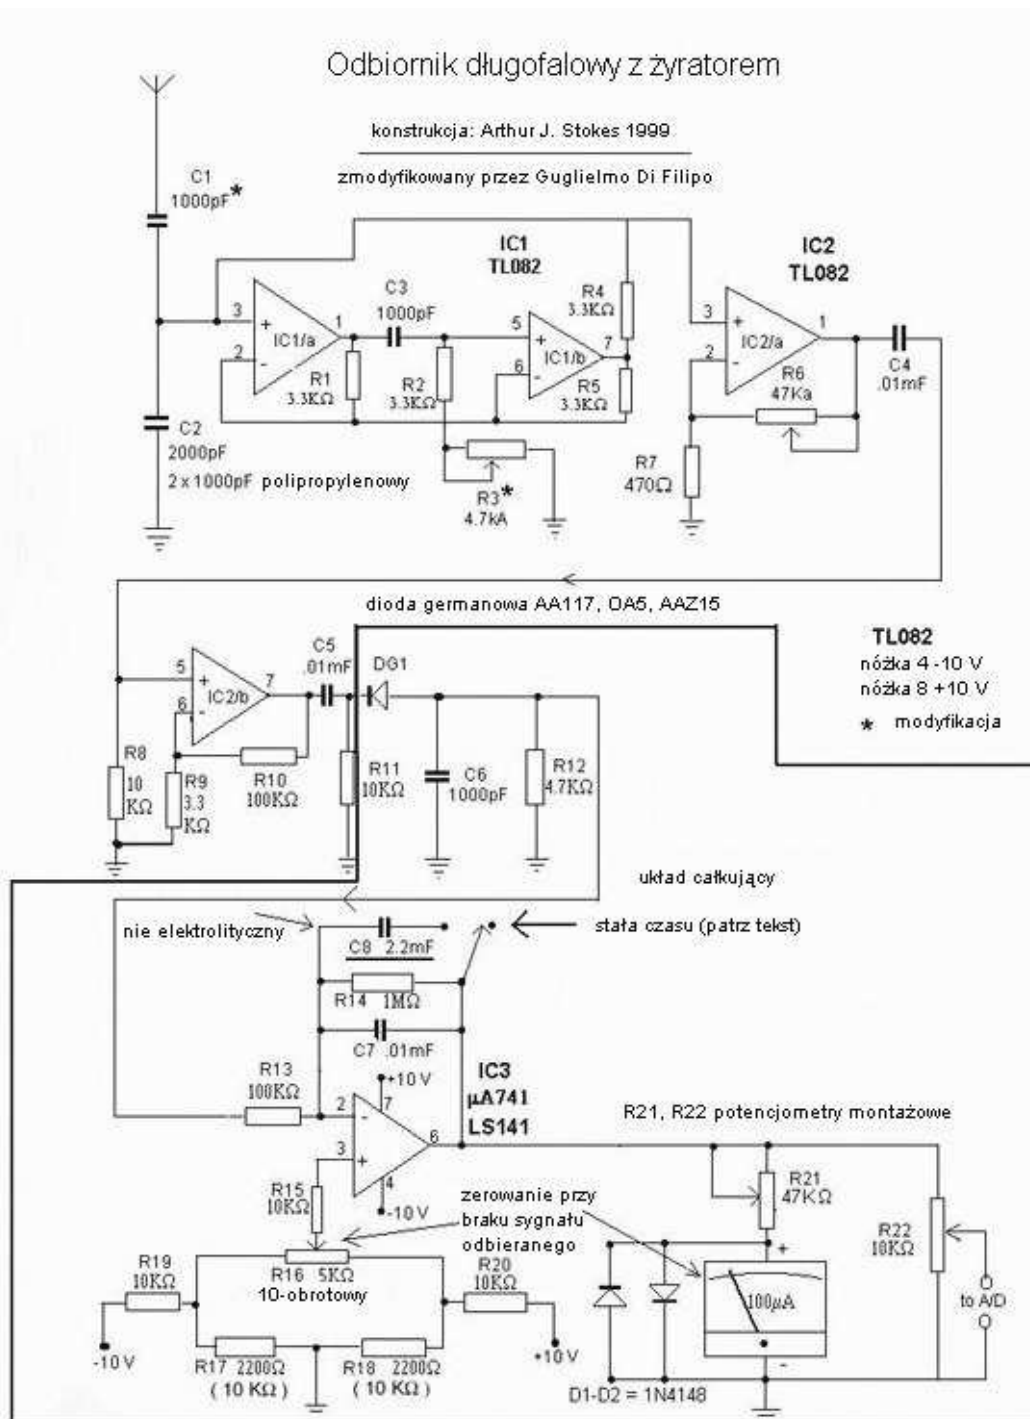 Odbiornik długofalowy z żyratorem
konstrukcja: Arthur J. Stokes 1999
zmodyfikowany przez Guglielmo Di Filipo
C1
1000pF*
IC1
TL082
IC2
TL082
C3
1000pF
R4
3.3KΩ
3
+
1
IC1/a
2
-
5
+
7
IC1/b
6
-
3
+
1
IC2/a
2
-
R1
3.3KΩ
R2
3.3KΩ
R5
3.3KΩ
R6
47Ka
C4
.01mF
C2
2000pF
2 x 1000pF polipropylenowy
R3*
4.7kA
R7
470Ω
dioda germanowa AA117, OA5, AAZ15
TL082
nóżka 4 -10 V
nóżka 8 +10 V
* modyfikacja
C5
.01mF
DG1
5
+
7
IC2/b
6
-
R8
10
KΩ
R9
3.3
KΩ
R10
100KΩ
R11
10KΩ
C6
1000pF
R12
4.7KΩ
układ całkujący
nie elektrolityczny
stała czasu (patrz tekst)
C8 2.2mF
R14 1MΩ
C7 .01mF
R13
100KΩ
+10 V
7
IC3
µA741
LS141
2
-
6
3
+
4
-10 V
R21, R22 potencjometry montażowe
R15
10KΩ
zerowanie przy
braku sygnału
odbieranego
R21
47KΩ
R22
10KΩ
R19
10KΩ
R16 5KΩ
10-obrotowy
R20
10KΩ
+
100µA
-
to A/D
-10 V
R17 2200Ω
( 10 KΩ )
R18 2200Ω
( 10 KΩ )
+10 V
D1-D2 = 1N4148